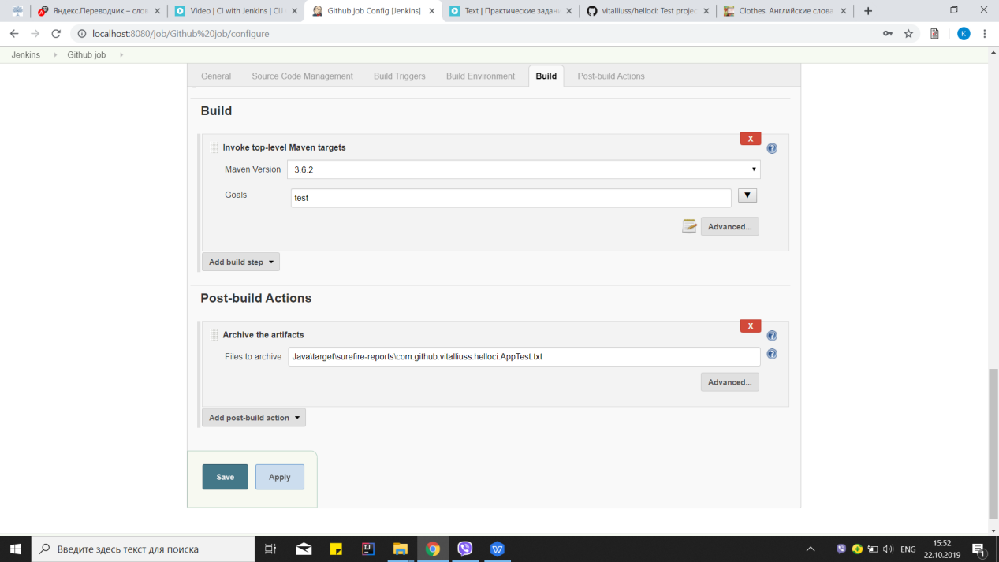 Яндекс.Переводчик – слов
Video | CI with Jenkins | CU
Github job Config [Jenkins]
Text | Практические задани
vitalliuss/helloci: Test projec
Clothes. Английские слова
localhost:8080/job/Github%20job/configure
K
Jenkins
Github job
General
Source Code Management
Build Triggers
Build Environment
Build
Post-build Actions
Build
Invoke top-level Maven targets
X
Maven Version
3.6.2
Goals
test
Advanced...
Add build step
Post-build Actions
Archive the artifacts
X
Files to archive
Java\target\surefire-reports\com.github.vitalliuss.helloci.AppTest.txt
Advanced...
Add post-build action
Save
Apply
Введите здесь текст для поиска
ENG
15:52
22.10.2019
1